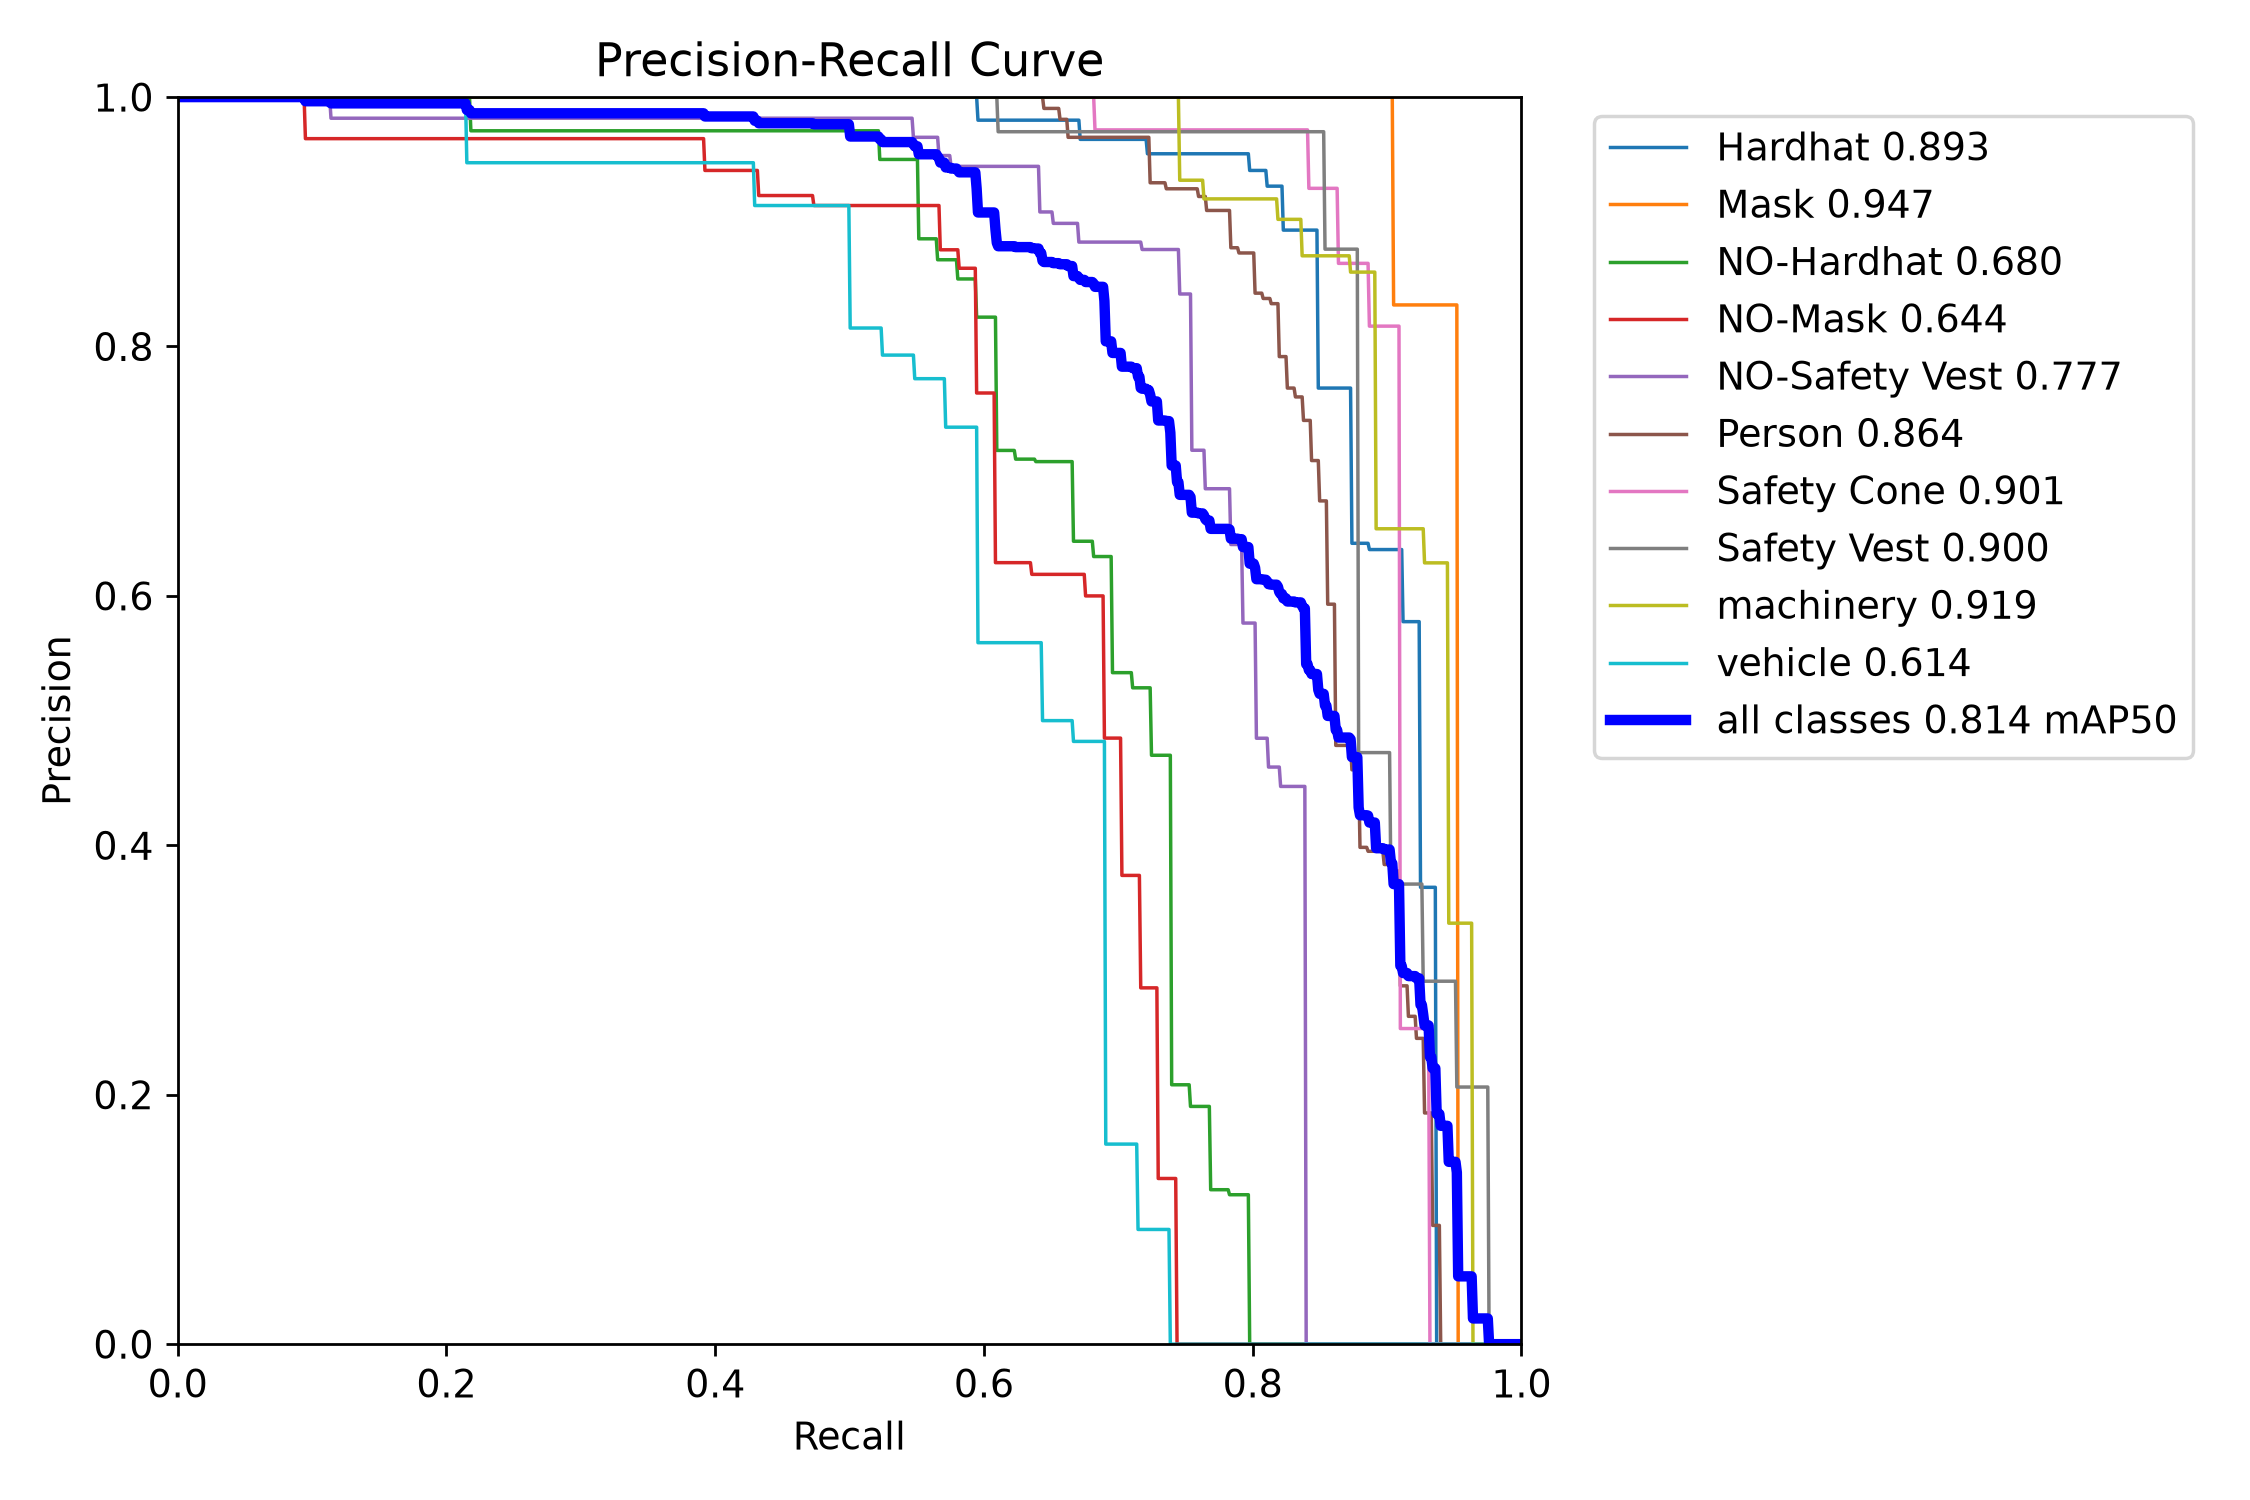 Precision-Recall Curve
1.0
0.8
0.6
0.4
0.2
0.0
Precision
0.0 0.2 0.4 0.6 0.8 1.0
Recall
Hardhat 0.893
Mask 0.947
NO-Hardhat 0.680
NO-Mask 0.644
NO-Safety Vest 0.777
Person 0.864
Safety Cone 0.901
Safety Vest 0.900
machinery 0.919
vehicle 0.614
all classes 0.814 mAP50